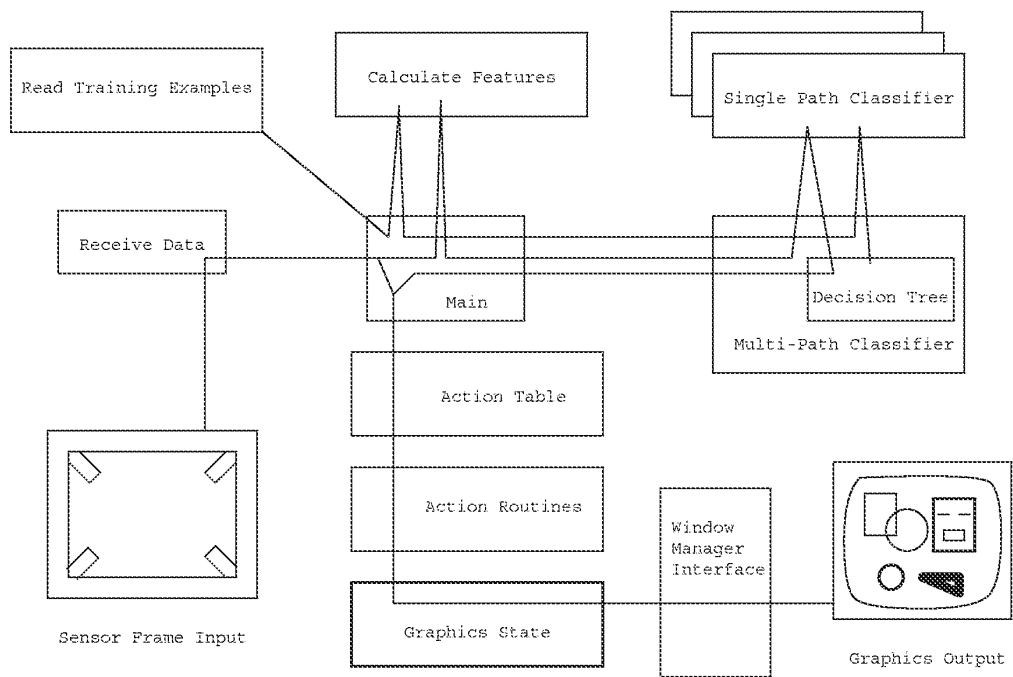 Read Training Examples
Calculate Features
Single Path Classifier
Receive Data
Main
Decision Tree
Multi-Path Classifier
Action Table
Action Routines
Window
Manager
Interface
Graphics State
Sensor Frame Input
Graphics Output